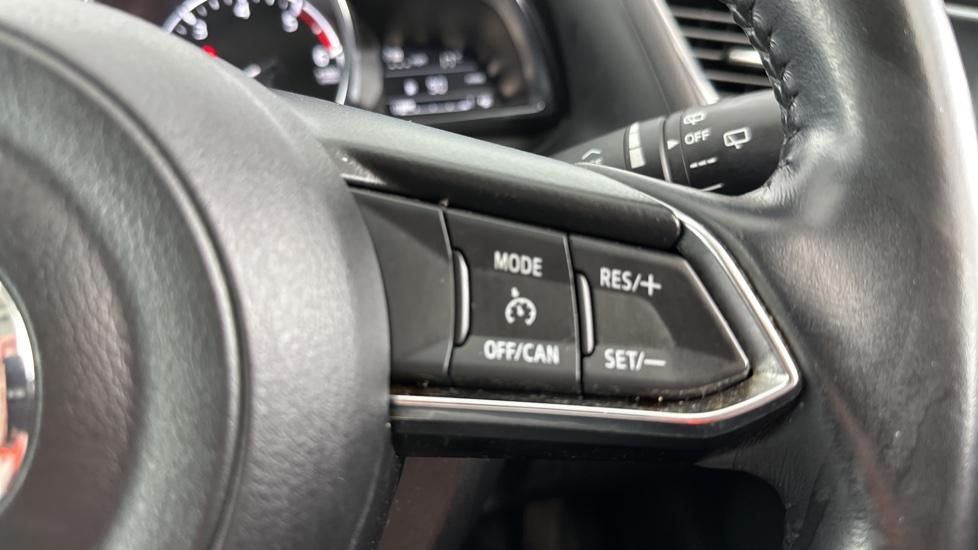 OFF
MODE
RES/+
OFF/CAN
SET/—